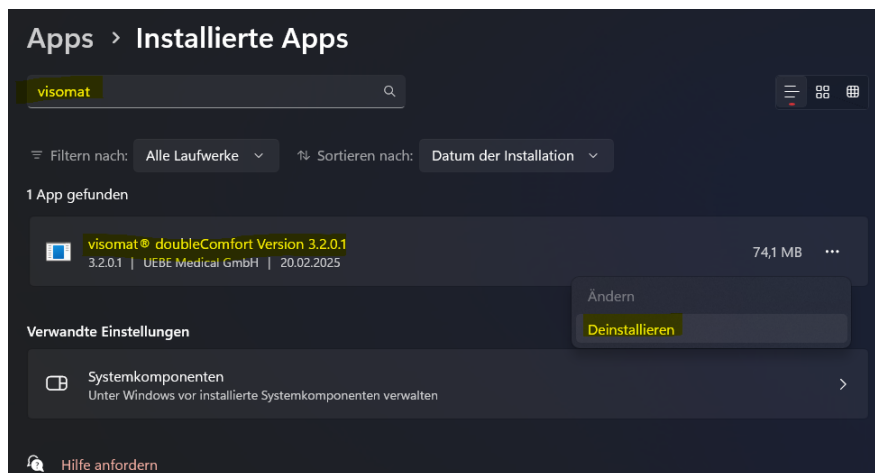 Apps > Installierte Apps
visomat
Filtern nach: Alle Laufwerke Sortieren nach: Datum der Installation
1 App gefunden
visomat® doubleComfort Version 3.2.0.1
3.2.0.1 | UEBE Medical GmbH | 20.02.2025
74,1 MB ...
Ändern
Deinstallieren
Verwandte Einstellungen
Systemkomponenten
Unter Windows vor installierte Systemkomponenten verwalten
Hilfe anfordern